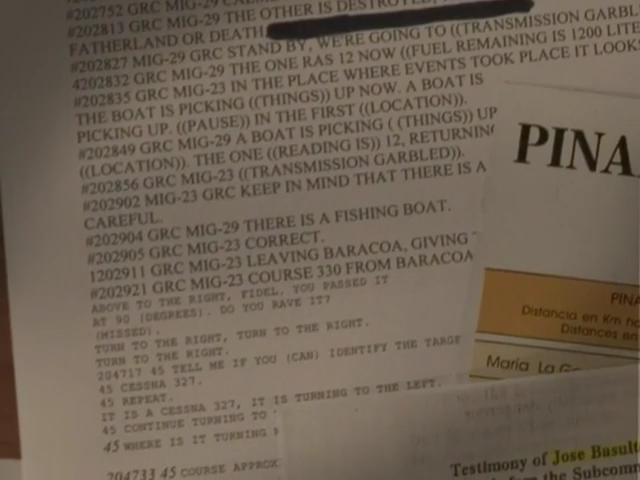 #202752 GRC MIG-29
#202813 GRC MIG-29 THE OTHER IS DESTROYED,
FATHERLAND OR DEATH
#202827 MIG-29 GRC STAND BY, WE'RE GOING TO ((TRANSMISSION GARBL
4202832 GRC MIG-29 THE ONE RAS 12 NOW ((FUEL REMAINING IS 1200 LITE
#202835 GRC MIG-23 IN THE PLACE WHERE EVENTS TOOK PLACE IT LOOKS
THE BOAT IS PICKING ((THINGS)) UP NOW. A BOAT IS
PICKING UP. ((PAUSE)) IN THE FIRST ((LOCATION)).
#202849 GRC MIG-29 A BOAT IS PICKING ( (THINGS)) UP
((LOCATION)). THE ONE ((READING IS)) 12, RETURNING
#202856 GRC MIG-23 ((TRANSMISSION GARBLED)).
#202902 MIG-23 GRC KEEP IN MIND THAT THERE IS A
CAREFUL.
#202904 GRC MIG-29 THERE IS A FISHING BOAT.
#202905 GRC MIG-23 CORRECT.
1202911 GRC MIG-23 LEAVING BARACOA, GIVING
#202921 GRC MIG-23 COURSE 330 FROM BARACOA
ABOVE TO THE RIGHT, FIDEL, YOU PASSED IT
AT 90 (DEGREES). DO YOU RAVE IT?
(MISSED).
TURN TO THE RIGHT, TURN TO THE RIGHT.
TURN TO THE RIGHT.
204717 45 TELL ME IF YOU (CAN) IDENTIFY THE TARGE
45 CESSNA 327.
45 REPEAT.
IT IS A CESSNA 327, IT IS TURNING TO THE LEFT.
45 CONTINUE TURNING TO
45 WHERE IS IT TURNING
204733 45 COURSE APPROX
PINA
PINA
Distancia en Km
Distances en
María La
Testimony of Jose Basult
the Subcomm